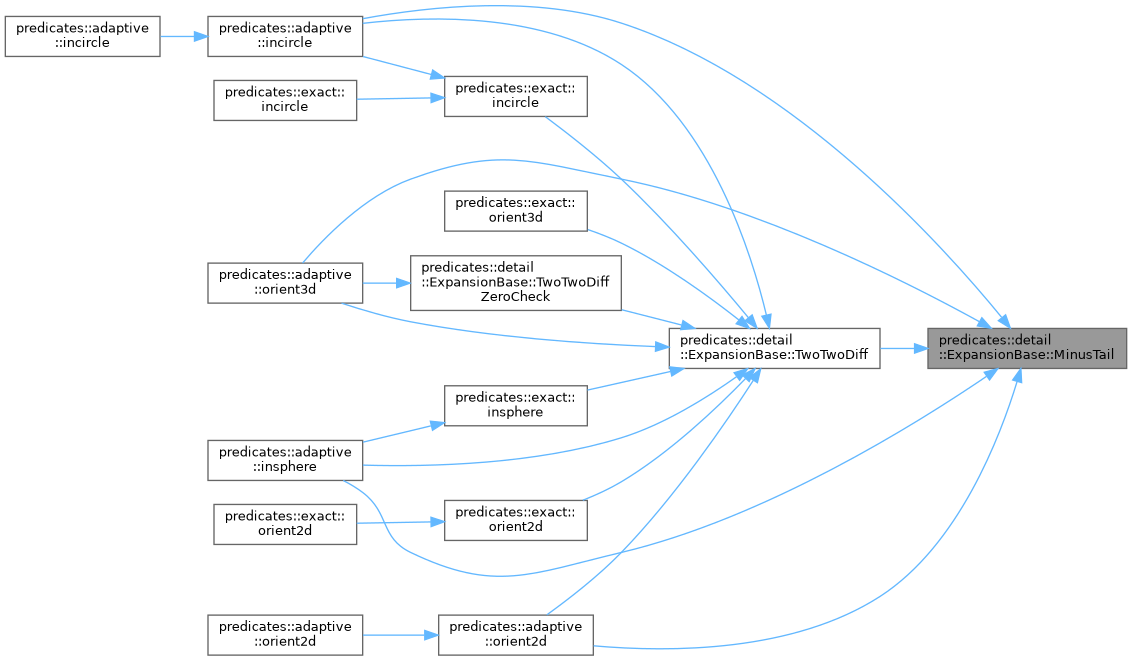 predicates::adaptive
::incircle
predicates::adaptive
::incircle
predicates::exact::
incircle
predicates::exact::
incircle
predicates::exact::
orient3d
predicates::adaptive
::orient3d
predicates::detail
::ExpansionBase::TwoTwoDiff
ZeroCheck
predicates::detail
::ExpansionBase::TwoTwoDiff
predicates::detail
::ExpansionBase::MinusTail
predicates::exact::
insphere
predicates::adaptive
::insphere
predicates::exact::
orient2d
predicates::exact::
orient2d
predicates::adaptive
::orient2d
predicates::adaptive
::orient2d